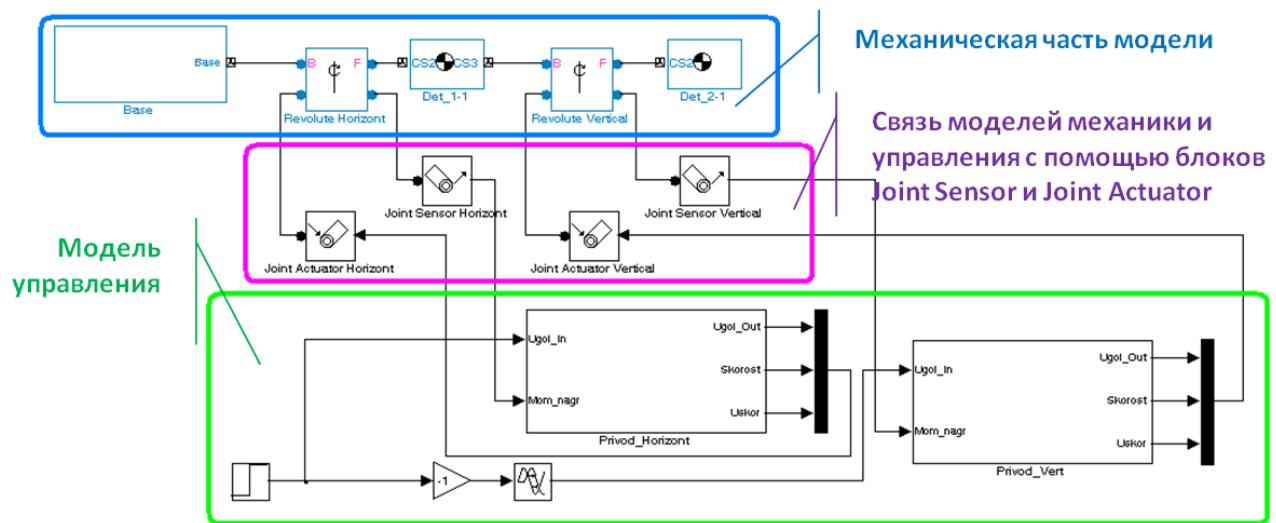 Механическая часть модели
Base
B
F
CS2
CS3
B
F
CS2
Base
Revolute Horizont
Det_1-1
Revolute Vertical
Det_2-1
Связь моделей механики и
управления с помощью блоков
Joint Sensor и Joint Actuator
Joint Sensor Horizont
Joint Sensor Vertical
Joint Actuator Horizont
Joint Actuator Vertical
Модель
управления
Ugol_In
Mom_nagr
Ugol_Out
Skorost
Uskor
Privod_Horizont
Ugol_In
Mom_nagr
Ugol_Out
Skorost
Uskor
Privod_Vert
-1